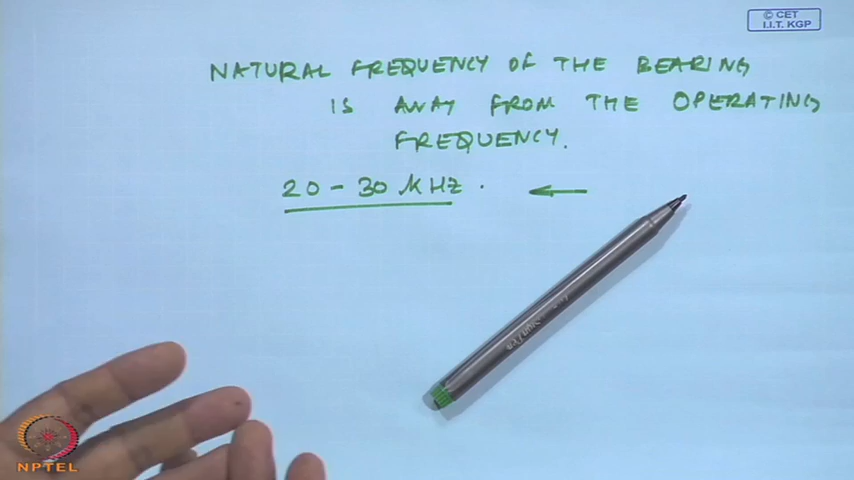 © CET
I.I.T. KGP
NATURAL FREQUENCY OF THE BEARING
IS AWAY FROM THE OPERATING
FREQUENCY.
20 - 30 KHZ.
NPTEL